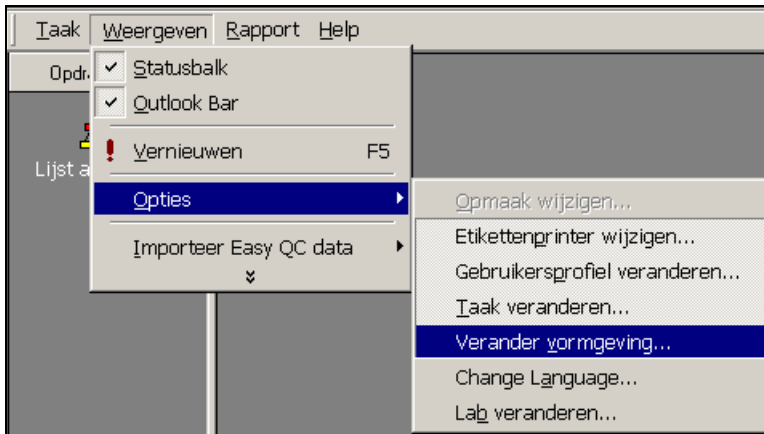 Taak Weergeven Rapport Help
Opdr
Statusbalk
Outlook Bar
Vernieuwen F5
Lijst a
Opties
Importeer Easy QC data
Opmaak wijzigen...
Etikettenprinter wijzigen...
Gebruikersprofiel veranderen...
Taak veranderen...
Verander vormgeving...
Change Language...
Lab veranderen...